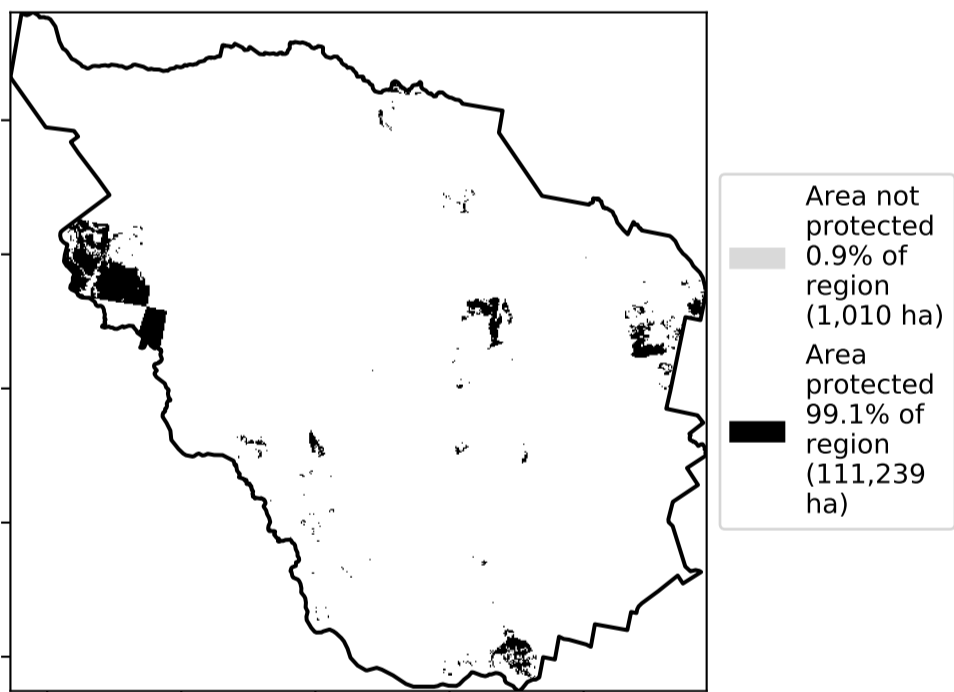 Area not
protected
0.9% of
region
(1,010 ha)
Area
protected
99.1% of
region
(111,239
ha)